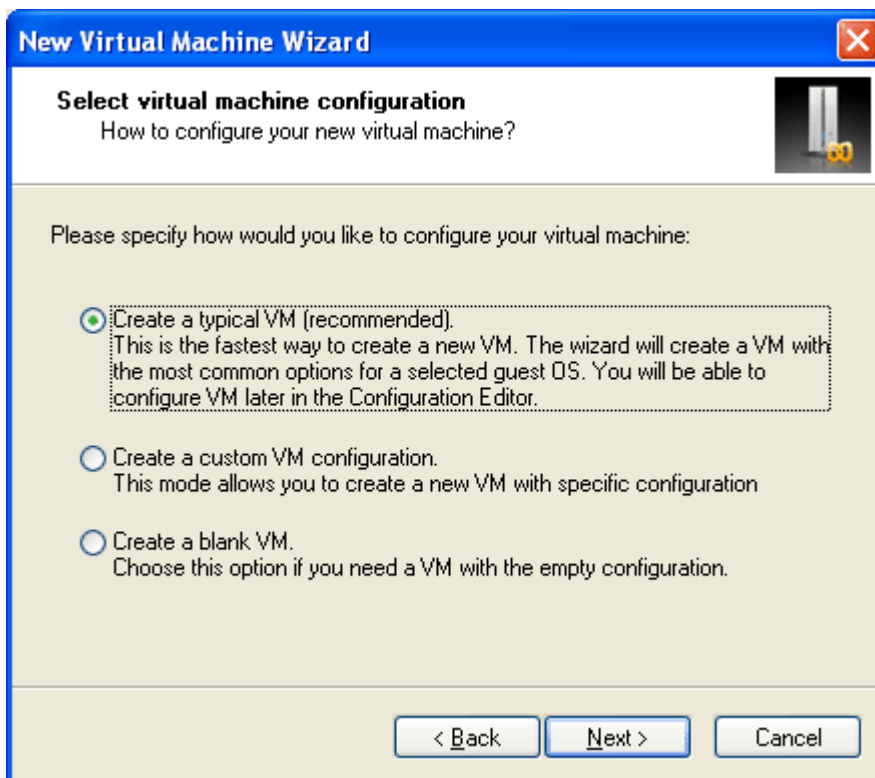 New Virtual Machine Wizard
Select virtual machine configuration
How to configure your new virtual machine?
Please specify how would you like to configure your virtual machine:
Create a typical VM (recommended).
This is the fastest way to create a new VM. The wizard will create a VM with
the most common options for a selected guest OS. You will be able to
configure VM later in the Configuration Editor.
Create a custom VM configuration.
This mode allows you to create a new VM with specific configuration
Create a blank VM.
Choose this option if you need a VM with the empty configuration.
< Back
Next >
Cancel